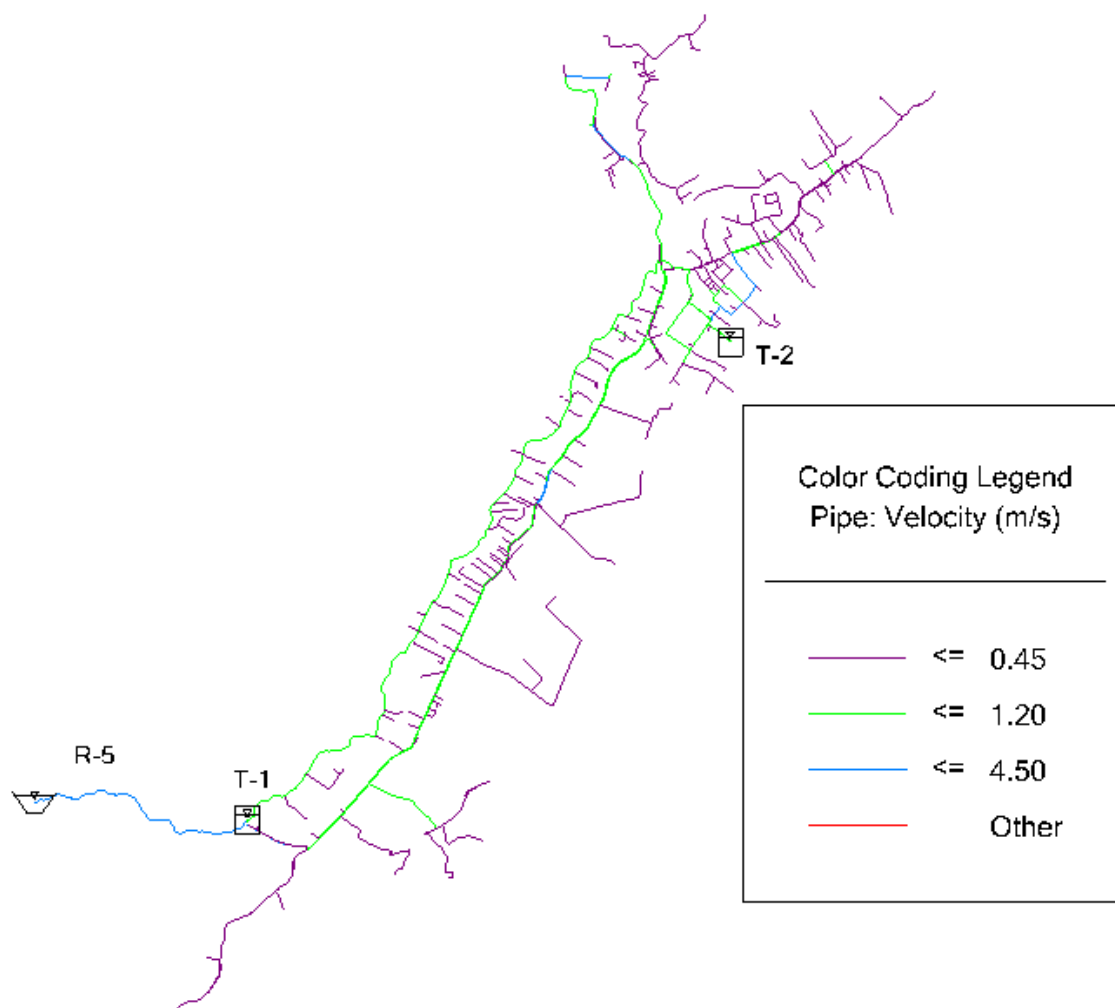 T-2
Color Coding Legend
Pipe: Velocity (m/s)
<= 0.45
<= 1.20
<= 4.50
Other
R-5
T-1